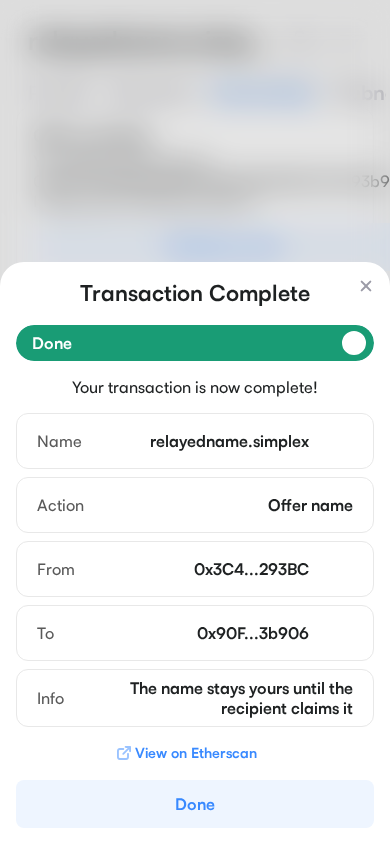 Transaction Complete
Done
Your transaction is now complete!
Name
relayedname.simplex
Action
Offer name
From
0x3C4...293BC
To
0x90F...3b906
Info
The name stays yours until the
recipient claims it
View on Etherscan
Done